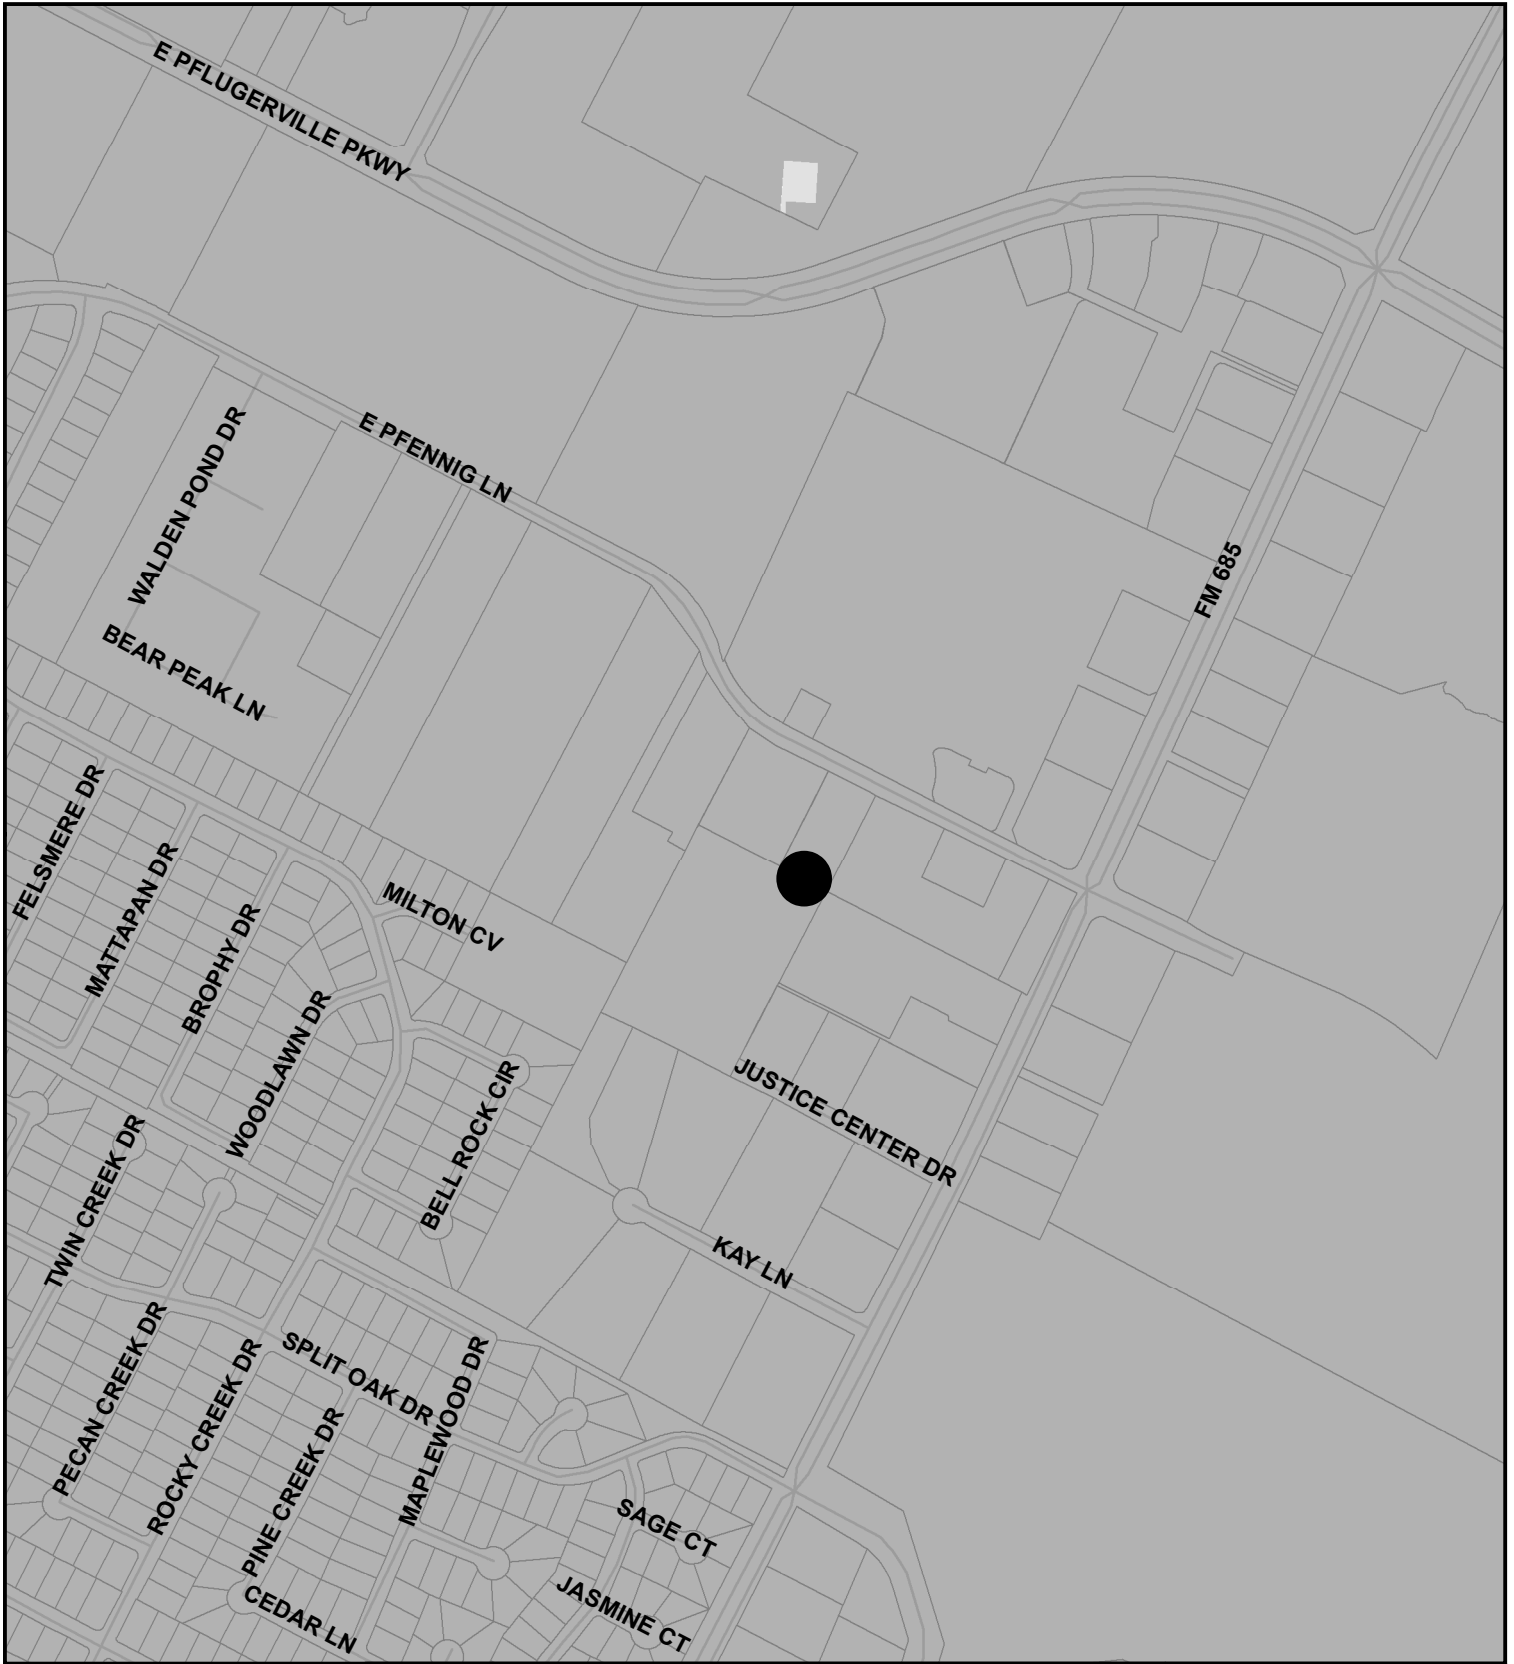 E PFLUGERVILLE PKWY
E PFENNIG LN
WALDEN POND DR
FM 685
BEAR PEAK LN
FELSMERE DR
MATTAPAN DR
MILTON CV
BROPHY DR
WOODLAWN DR
BELL ROCK CIR
JUSTICE CENTER DR
TWIN CREEK DR
KAY LN
PECAN CREEK DR
SPLIT OAK DR
ROCKY CREEK DR
MAPLEWOOD DR
PINE CREEK DR
SAGE CT
JASMINE CT
CEDAR LN